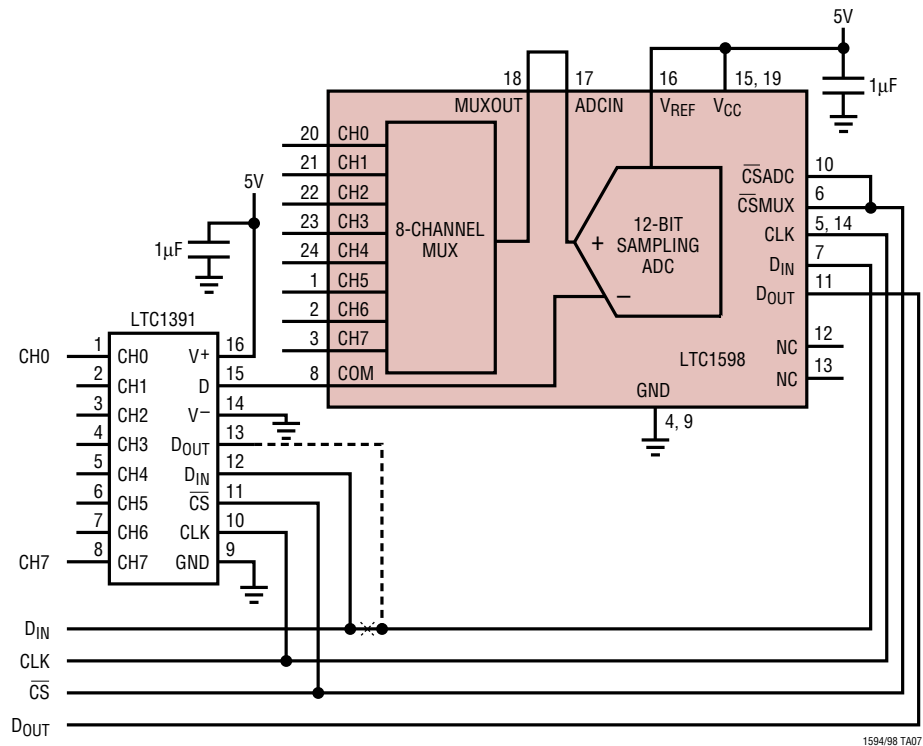 5V
1µF
18
17
16
15, 19
MUXOUT
ADCIN
VREF
VCC
20 CH0
21 CH1
22 CH2
23 CH3
24 CH4
1 CH5
2 CH6
3 CH7
8 COM
8-CHANNEL
MUX
+
12-BIT
SAMPLING
ADC
–
C̅S̅ADC 10
C̅S̅MUX 6
CLK 5, 14
DIN 7
DOUT 11
NC 12
NC 13
LTC1598
GND
4, 9
5V
1µF
LTC1391
CH0 1 CH0 V+ 16
2 CH1 D 15
3 CH2 V– 14
4 CH3 DOUT 13
5 CH4 DIN 12
6 CH5 C̅S̅ 11
7 CH6 CLK 10
CH7 8 CH7 GND 9
DIN
CLK
C̅S̅
DOUT
1594/98 TA07